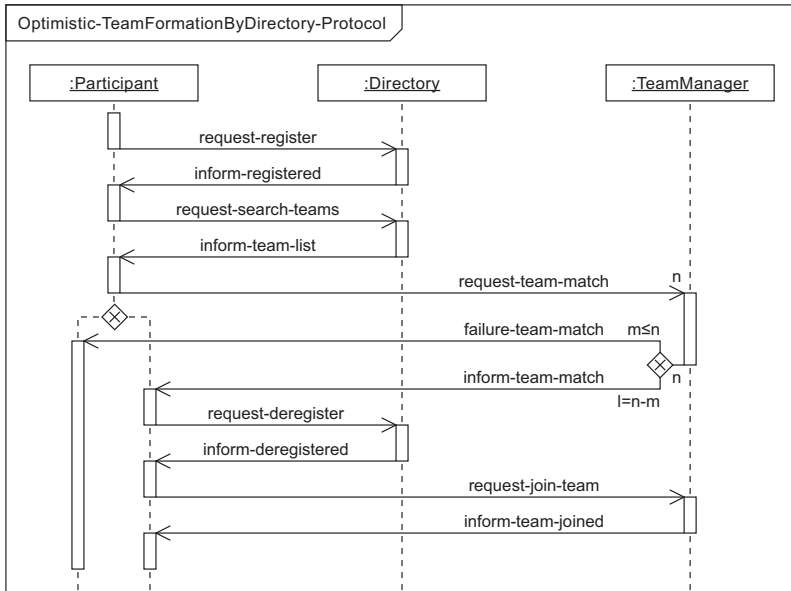 Optimistic-TeamFormationByDirectory-Protocol
:Participant
:Directory
:TeamManager
request-register
inform-registered
request-search-teams
inform-team-list
request-team-match
n
failure-team-match
m≤n
inform-team-match
n
l=n-m
request-deregister
inform-deregistered
request-join-team
inform-team-joined